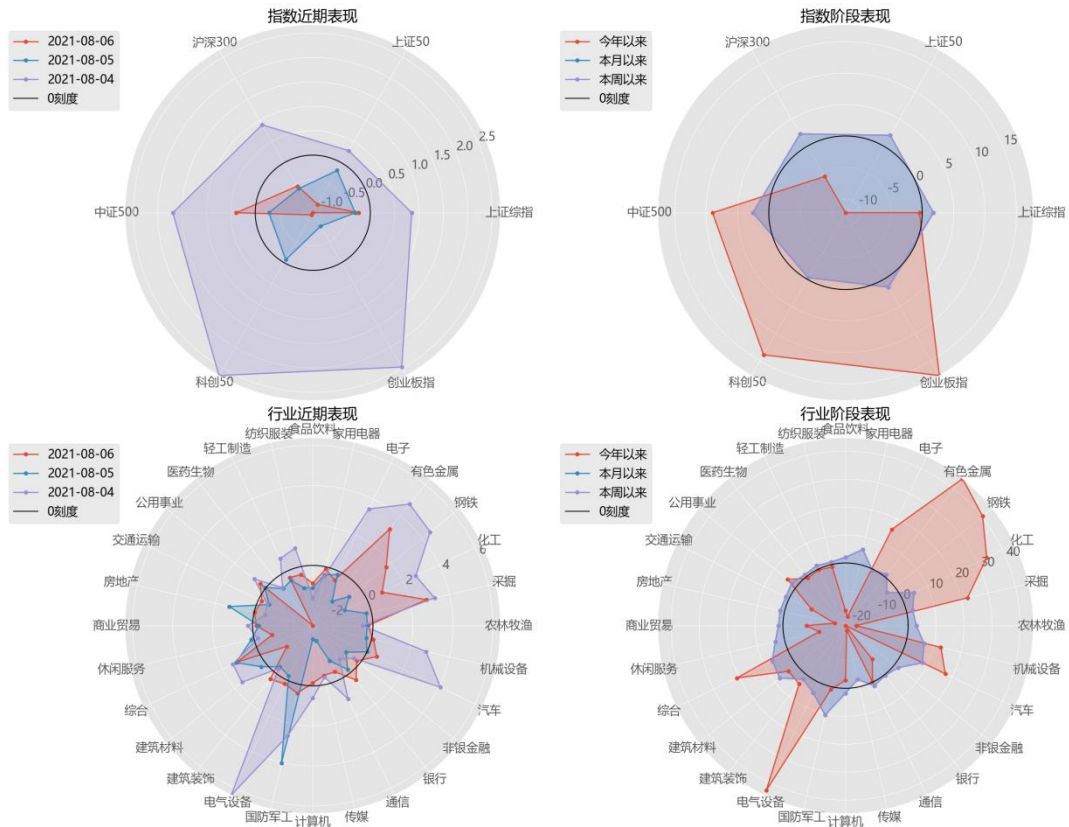 指数近期表现
2021-08-06
2021-08-05
2021-08-04
0刻度
沪深300
上证50
中证500
上证综指
科创50
创业板指
-1.0
-0.5
0.0
0.5
1.0
1.5
2.0
2.5
指数阶段表现
今年以来
本月以来
本周以来
0刻度
沪深300
上证50
中证500
上证综指
科创50
创业板指
-10
-5
0
5
10
15
行业近期表现
2021-08-06
2021-08-05
2021-08-04
0刻度
食品饮料
纺织服装
家用电器
轻工制造
电子
医药生物
有色金属
公用事业
钢铁
交通运输
化工
房地产
采掘
商业贸易
农林牧渔
休闲服务
机械设备
综合
汽车
建筑材料
非银金融
建筑装饰
银行
电气设备
通信
国防军工
计算机
传媒
-2
0
2
4
6
行业阶段表现
今年以来
本月以来
本周以来
0刻度
食品饮料
纺织服装
家用电器
轻工制造
电子
医药生物
有色金属
公用事业
钢铁
交通运输
化工
房地产
采掘
商业贸易
农林牧渔
休闲服务
机械设备
综合
汽车
建筑材料
非银金融
建筑装饰
银行
电气设备
通信
国防军工
计算机
传媒
-20
-10
0
10
20
30
40